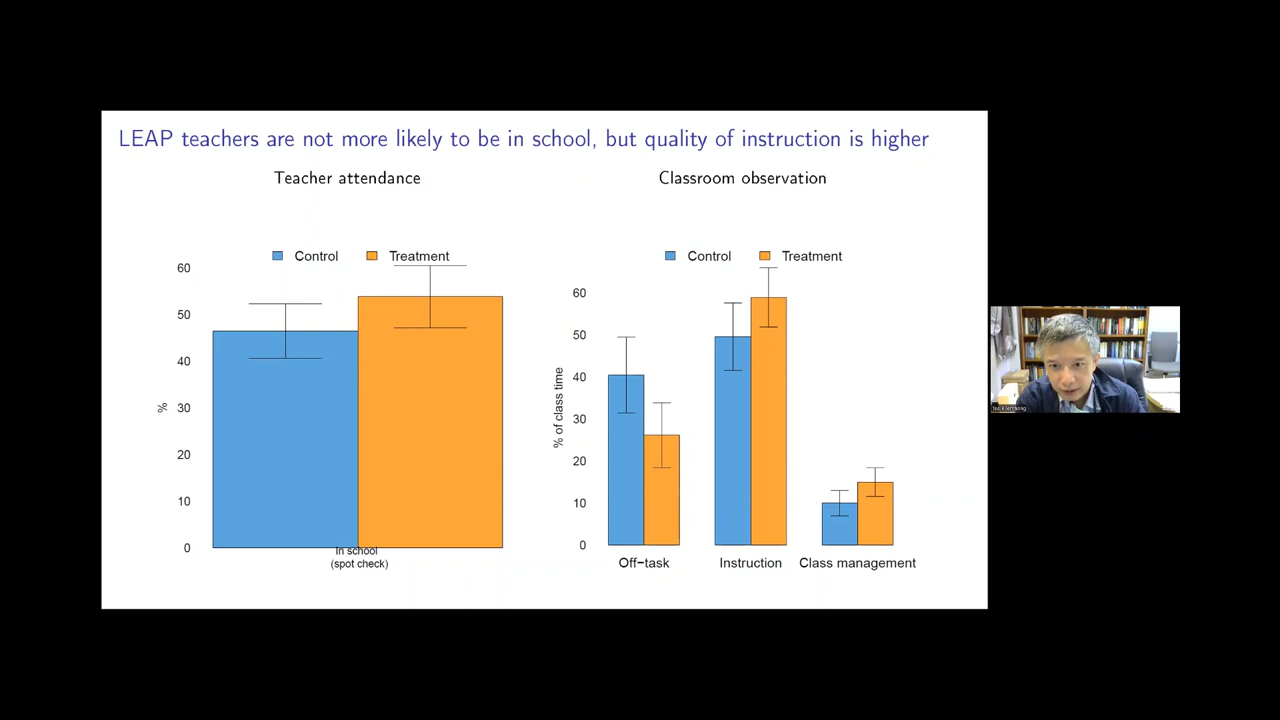 LEAP teachers are not more likely to be in school, but quality of instruction is higher
Teacher attendance
Control
Treatment
%
60
50
40
30
20
10
0
In school
(spot check)
Classroom observation
Control
Treatment
% of class time
60
50
40
30
20
10
0
Off−task
Instruction
Class management